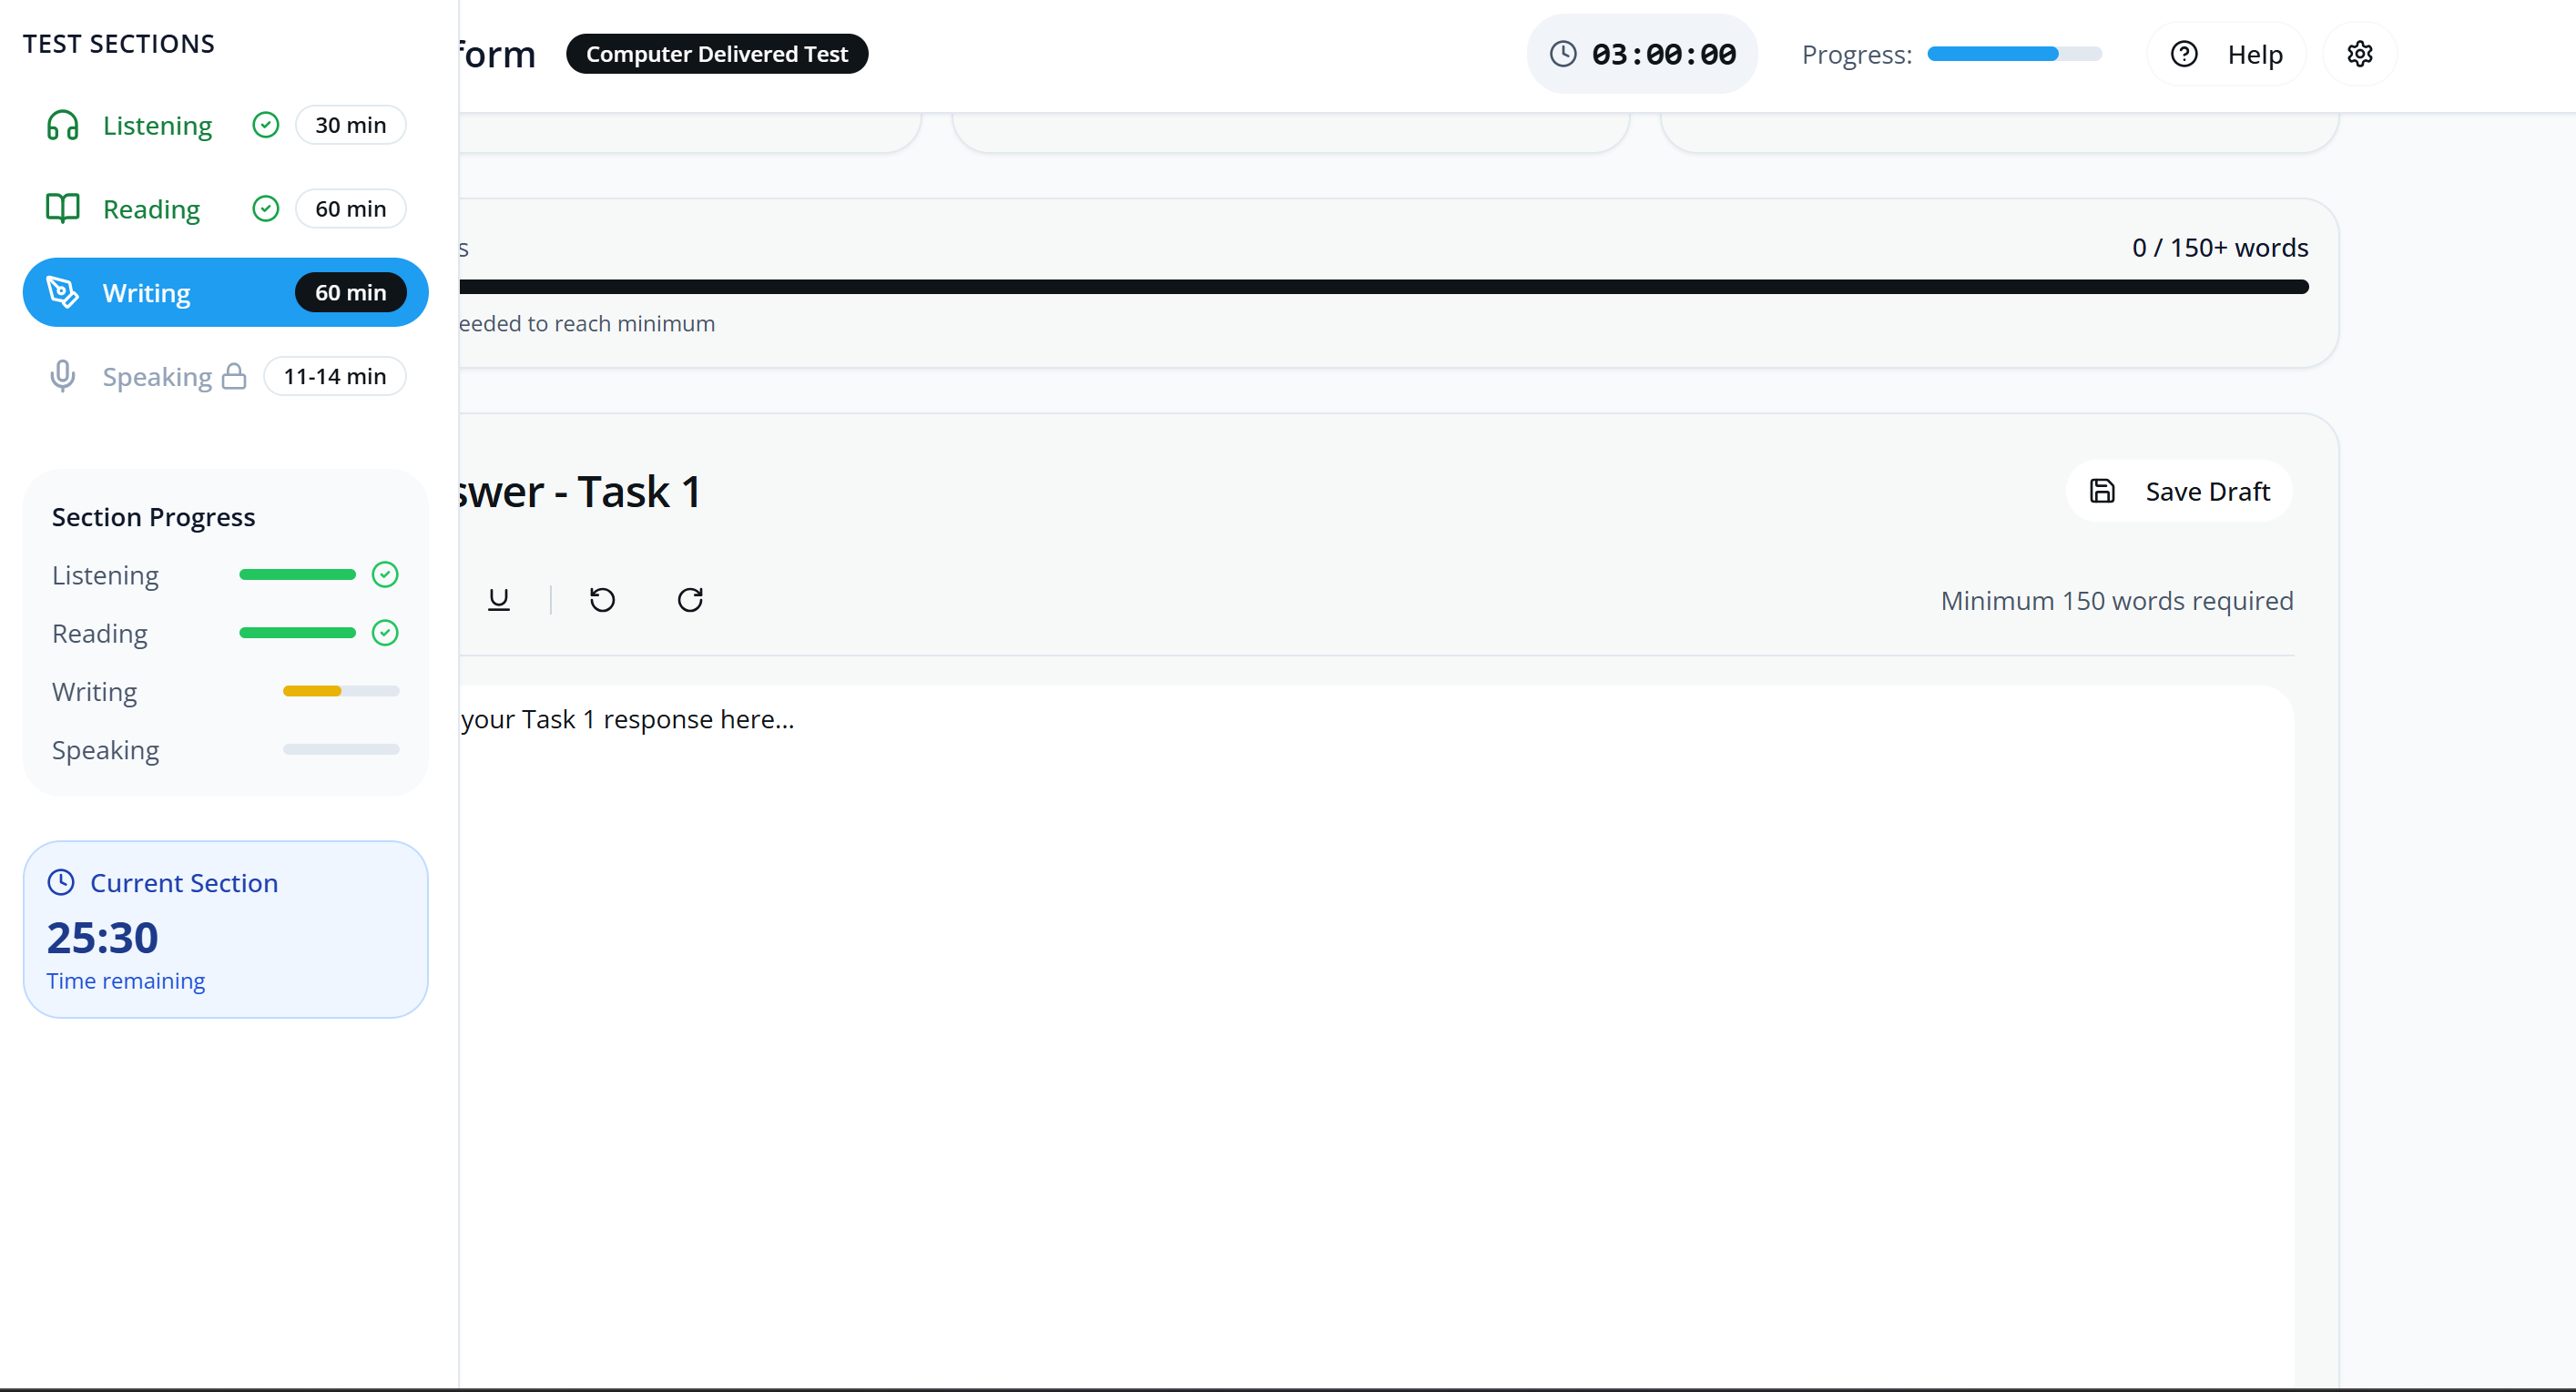 TEST SECTIONS
Listening
30 min
Reading
60 min
Writing
60 min
Speaking
11-14 min
Section Progress
Listening
Reading
Writing
Speaking
Current Section
25:30
Time remaining
form
Computer Delivered Test
03:00:00
Progress:
Help
s
0 / 150+ words
eeded to reach minimum
swer - Task 1
Save Draft
Minimum 150 words required
your Task 1 response here...